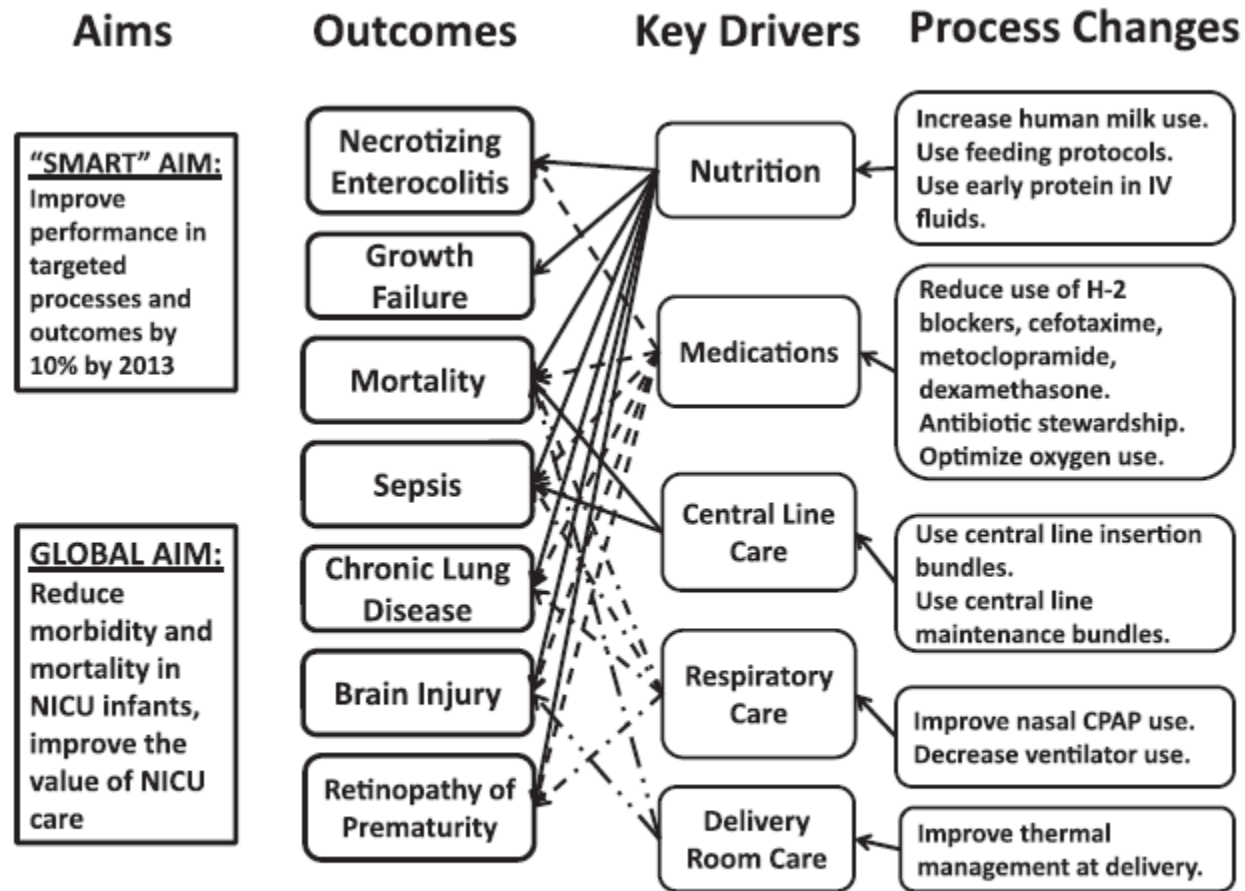 Aims
Outcomes
Key Drivers
Process Changes
“SMART” AIM:
Improve
performance in
targeted
processes and
outcomes by
10% by 2013
GLOBAL AIM:
Reduce
morbidity and
mortality in
NICU infants,
improve the
value of NICU
care
Necrotizing
Enterocolitis
Growth
Failure
Mortality
Sepsis
Chronic Lung
Disease
Brain Injury
Retinopathy of
Prematurity
Nutrition
Medications
Central Line
Care
Respiratory
Care
Delivery
Room Care
Increase human milk use.
Use feeding protocols.
Use early protein in IV
fluids.
Reduce use of H-2
blockers, cefotaxime,
metoclopramide,
dexamethasone.
Antibiotic stewardship.
Optimize oxygen use.
Use central line insertion
bundles.
Use central line
maintenance bundles.
Improve nasal CPAP use.
Decrease ventilator use.
Improve thermal
management at delivery.